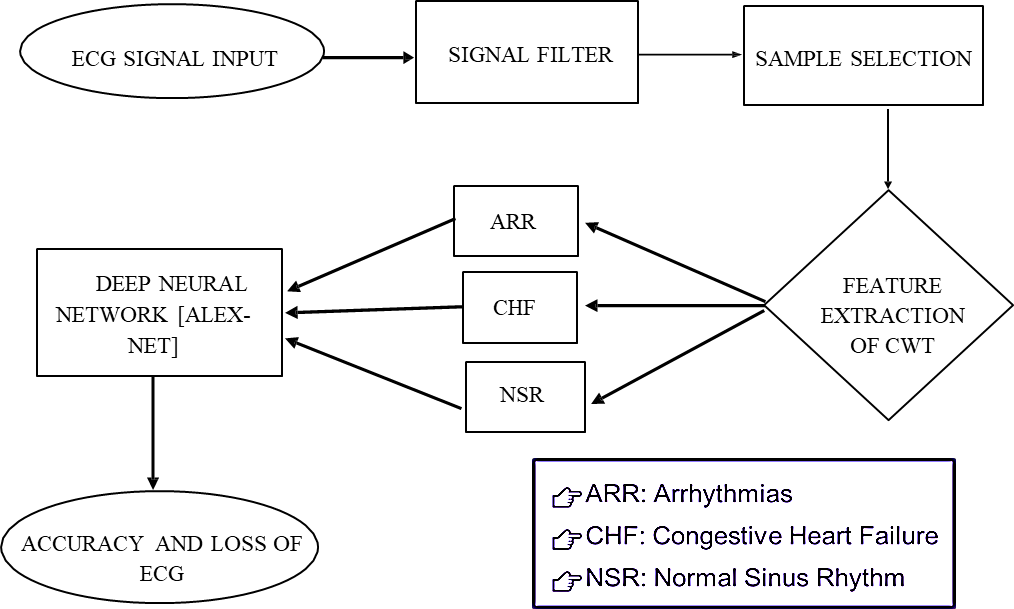 ECG SIGNAL INPUT
SIGNAL FILTER
SAMPLE SELECTION
FEATURE
EXTRACTION
OF CWT
ARR
CHF
NSR
DEEP NEURAL
NETWORK [ALEX-
NET]
ACCURACY AND LOSS OF
ECG
ARR: Arrhythmias
CHF: Congestive Heart Failure
NSR: Normal Sinus Rhythm